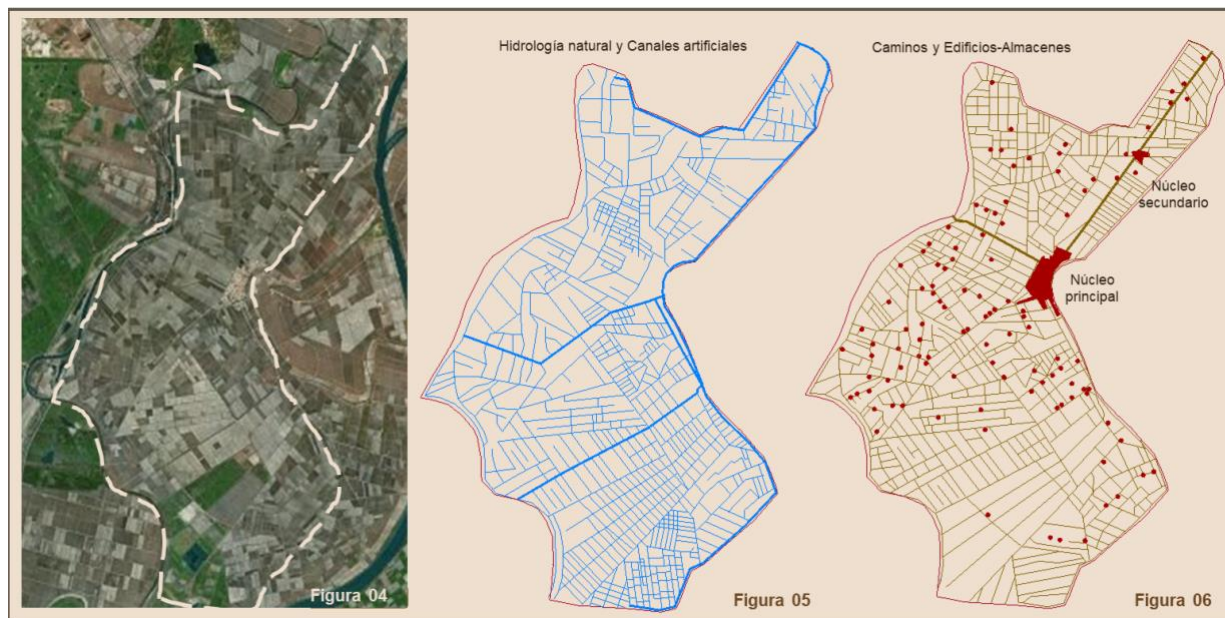 Hidrología natural y Canales artificiales
Caminos y Edificios-Almacenes
Núcleo
secundario
Núcleo
principal
Figura 04
Figura 05
Figura 06